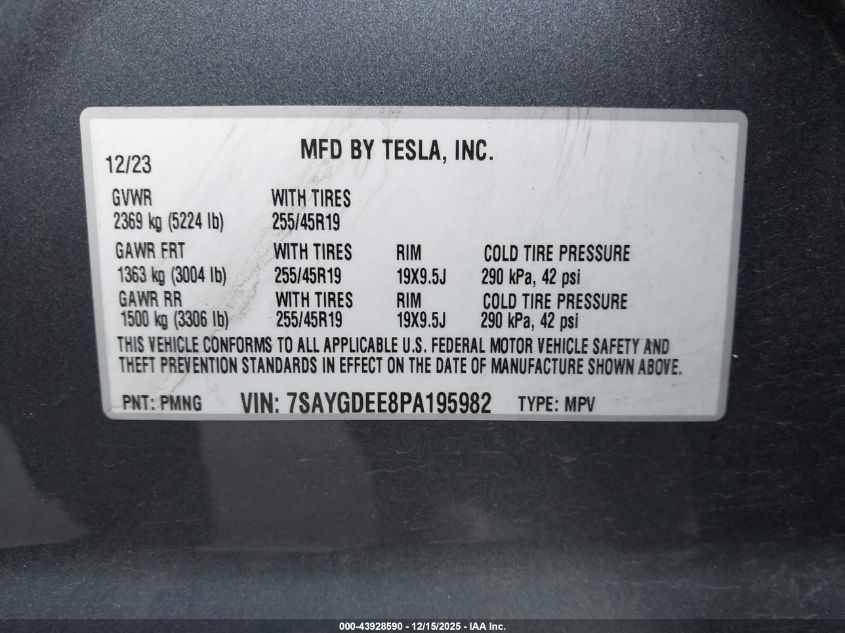 MFD BY TESLA, INC.
12/23
GVWR WITH TIRES
2369 kg (5224 lb) 255/45R19
GAWR FRT WITH TIRES RIM COLD TIRE PRESSURE
1363 kg (3004 lb) 255/45R19 19X9.5J 290 kPa, 42 psi
GAWR RR WITH TIRES RIM COLD TIRE PRESSURE
1500 kg (3306 lb) 255/45R19 19X9.5J 290 kPa, 42 psi
THIS VEHICLE CONFORMS TO ALL APPLICABLE U.S. FEDERAL MOTOR VEHICLE SAFETY AND
THEFT PREVENTION STANDARDS IN EFFECT ON THE DATE OF MANUFACTURE SHOWN ABOVE.
PNT: PMNG VIN: 7SAYGDEE8PA195982 TYPE: MPV
000-43928590 - 12/15/2025 - IAA Inc.